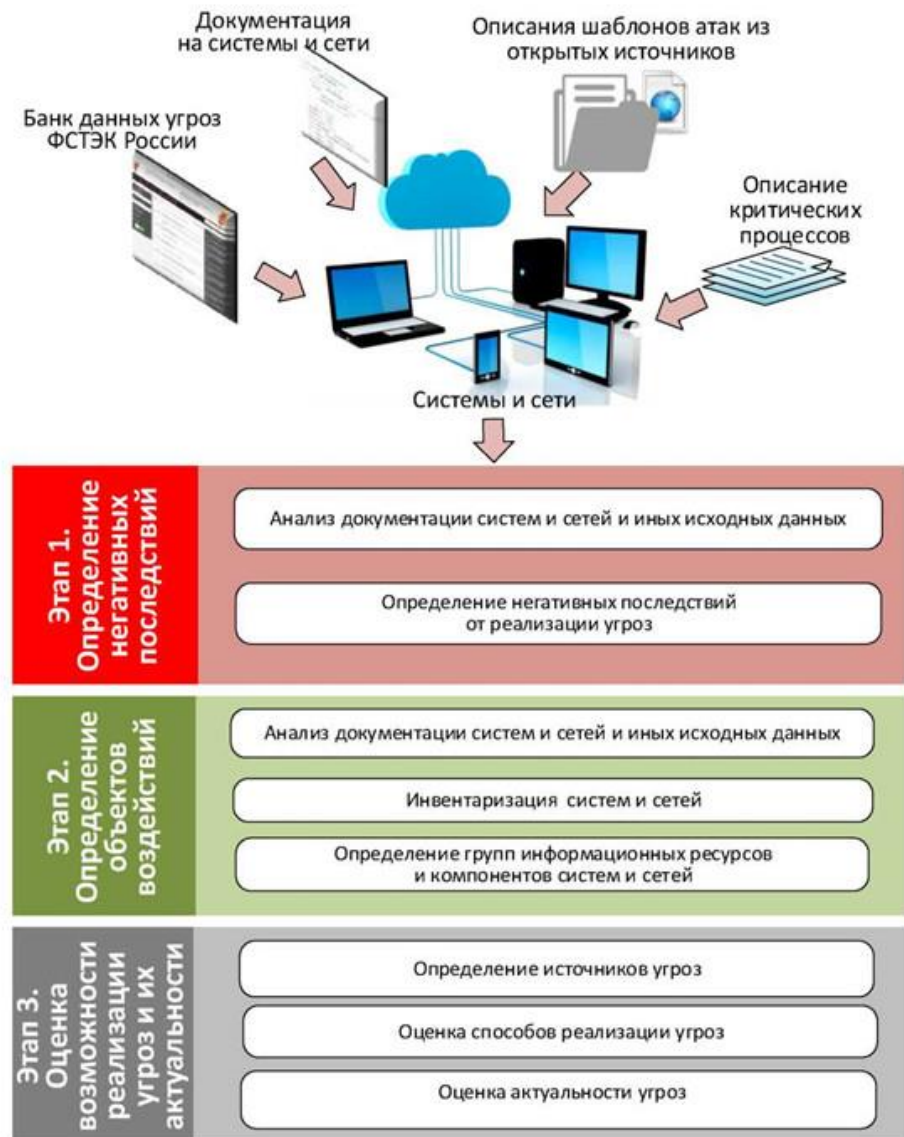 Документация
на системы и сети
Описания шаблонов атак из
открытых источников
Банк данных угроз
ФСТЭК России
Описание
критических
процессов
Системы и сети
Этап 1.
Определение
негативных
последствий
Анализ документации систем и сетей и иных исходных данных
Определение негативных последствий
от реализации угроз
Этап 2.
Определение
объектов
воздействий
Анализ документации систем и сетей и иных исходных данных
Инвентаризация систем и сетей
Определение групп информационных ресурсов
и компонентов систем и сетей
Этап 3.
Оценка
возможности
реализации
угроз и их
актуальности
Определение источников угроз
Оценка способов реализации угроз
Оценка актуальности угроз